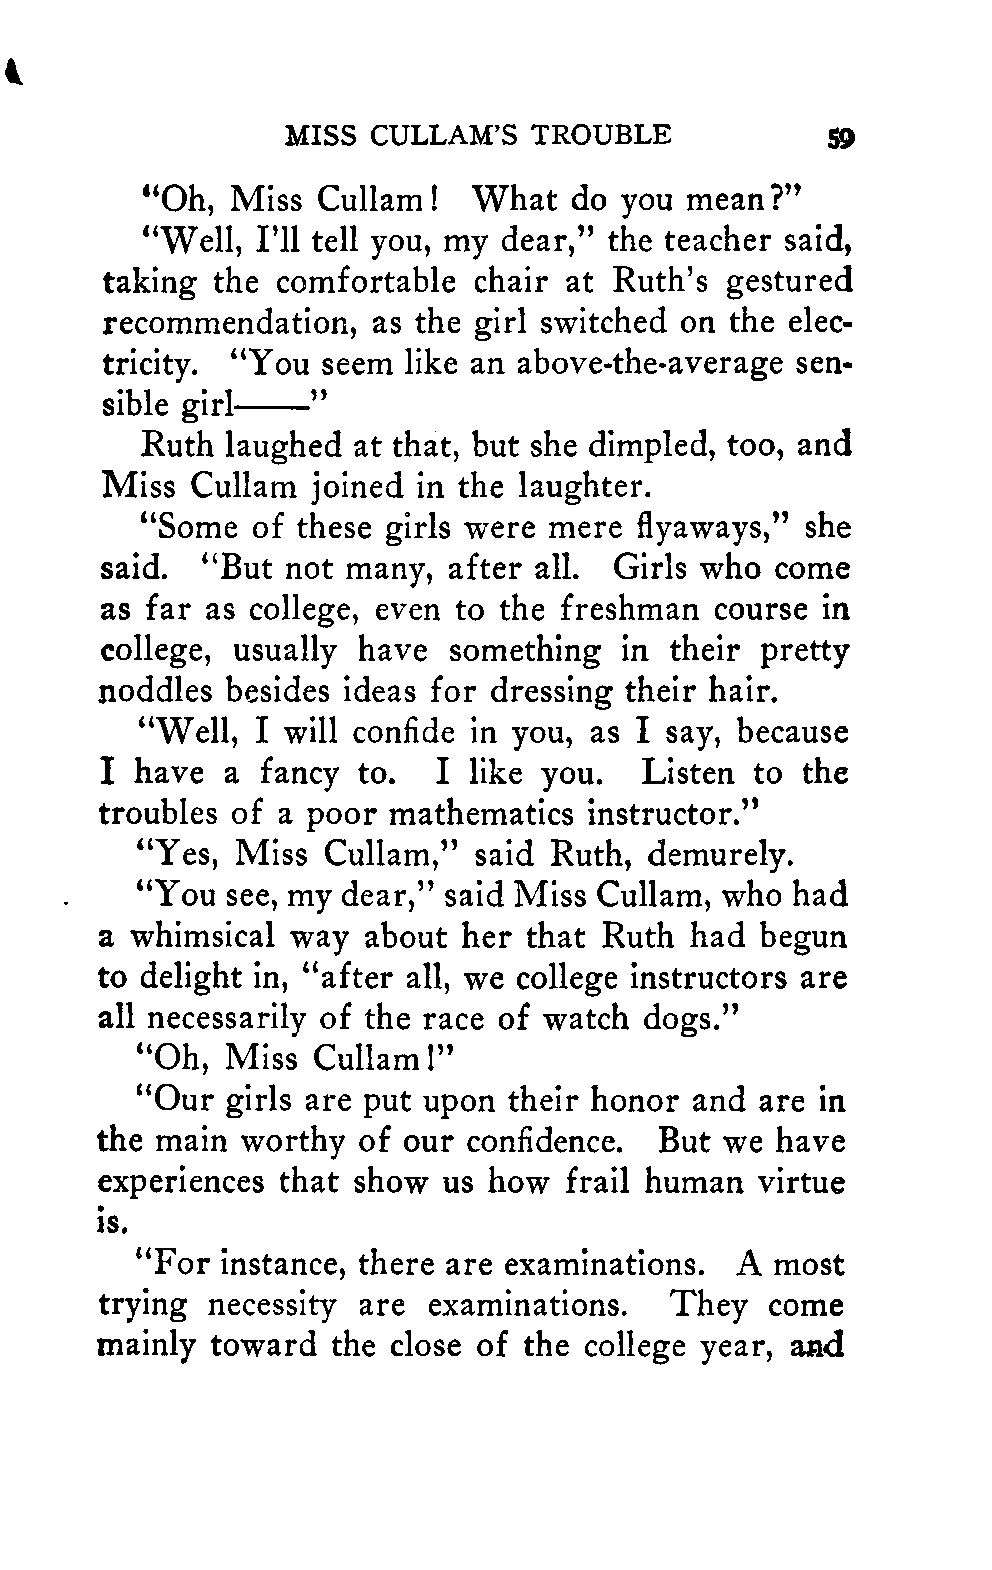 MISS CULLAM'S TROUBLE 59
“Oh, Miss Cullam! What do you mean?”
“Well, I'll tell you, my dear,” the teacher said,
taking the comfortable chair at Ruth's gestured
recommendation, as the girl switched on the elec-
tricity. “You seem like an above-the-average sen-
sible girl——”
Ruth laughed at that, but she dimpled, too, and
Miss Cullam joined in the laughter.
“Some of these girls were mere flyaways,” she
said. “But not many, after all. Girls who come
as far as college, even to the freshman course in
college, usually have something in their pretty
noddles besides ideas for dressing their hair.
“Well, I will confide in you, as I say, because
I have a fancy to. I like you. Listen to the
troubles of a poor mathematics instructor.”
“Yes, Miss Cullam,” said Ruth, demurely.
“You see, my dear,” said Miss Cullam, who had
a whimsical way about her that Ruth had begun
to delight in, “after all, we college instructors are
all necessarily of the race of watch dogs.”
“Oh, Miss Cullam!”
“Our girls are put upon their honor and are in
the main worthy of our confidence. But we have
experiences that show us how frail human virtue
is.
“For instance, there are examinations. A most
trying necessity are examinations. They come
mainly toward the close of the college year, and